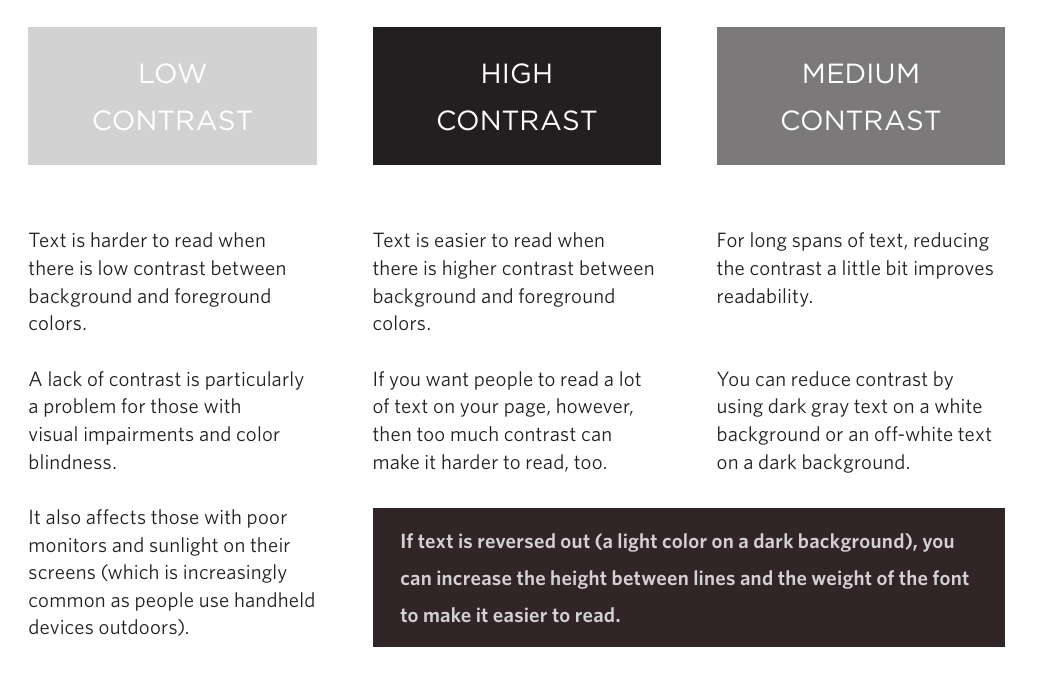 LOW
CONTRAST
Text is harder to read when
there is low contrast between
background and foreground
colors.
A lack of contrast is particularly
a problem for those with
visual impairments and color
blindness.
It also affects those with poor
monitors and sunlight on their
screens (which is increasingly
common as people use handheld
devices outdoors).
HIGH
CONTRAST
Text is easier to read when
there is higher contrast between
background and foreground
colors.
If you want people to read a lot
of text on your page, however,
then too much contrast can
make it harder to read, too.
MEDIUM
CONTRAST
For long spans of text, reducing
the contrast a little bit improves
readability.
You can reduce contrast by
using dark gray text on a white
background or an off-white text
on a dark background.
If text is reversed out (a light color on a dark background), you
can increase the height between lines and the weight of the font
to make it easier to read.